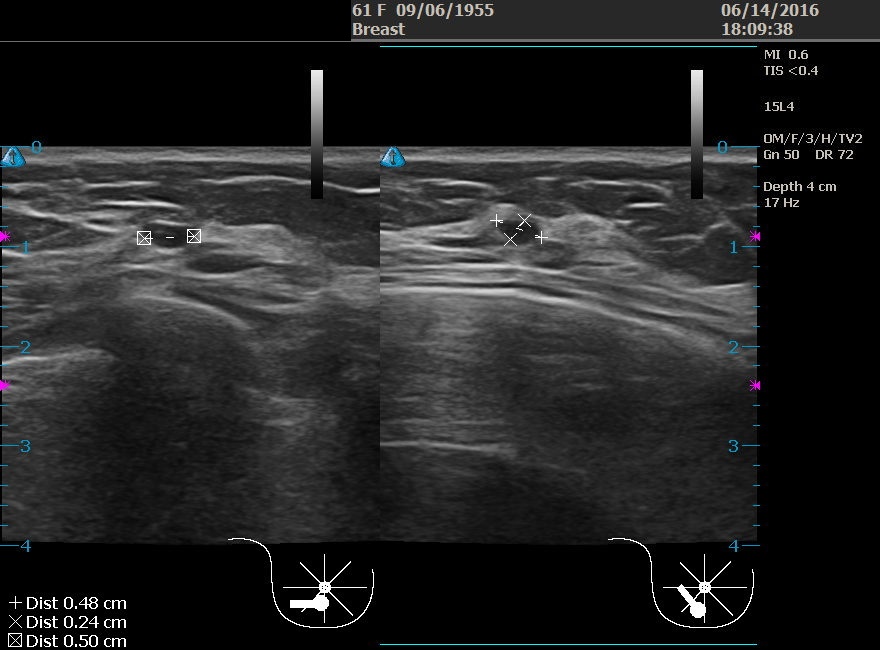 61 F 09/06/1955 06/14/2016
Breast 18:09:38
MI 0.6
TIS <0.4
15L4
OM/F/3/H/TV2
Gn 50 DR 72
Depth 4 cm
17 Hz
0 0
1 1
2 2
3 3
4 4
+ Dist 0.48 cm
× Dist 0.24 cm
⊠ Dist 0.50 cm